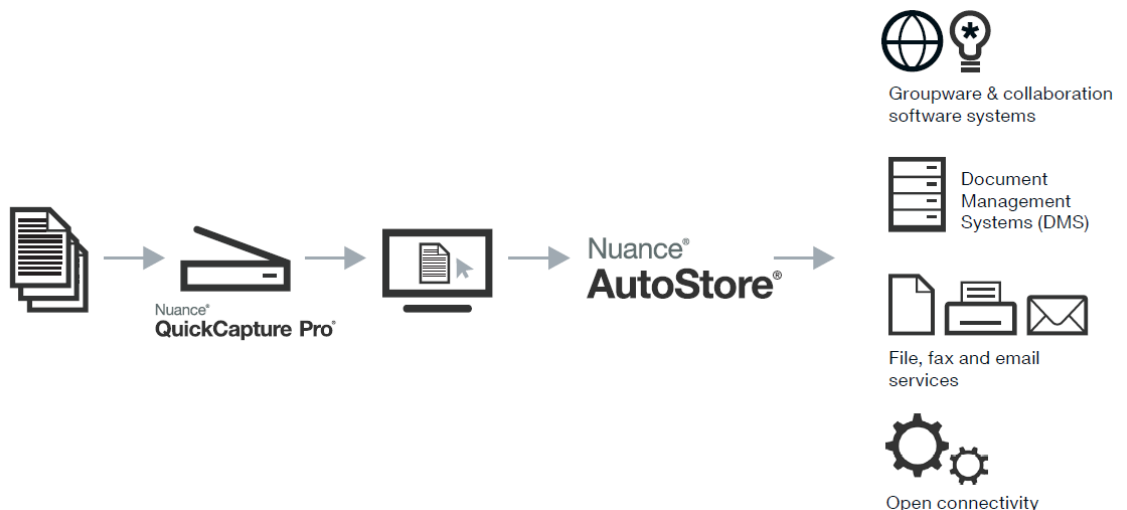 Nuance®
QuickCapture Pro®
Nuance®
AutoStore®
Groupware & collaboration
software systems
Document
Management
Systems (DMS)
File, fax and email
services
Open connectivity